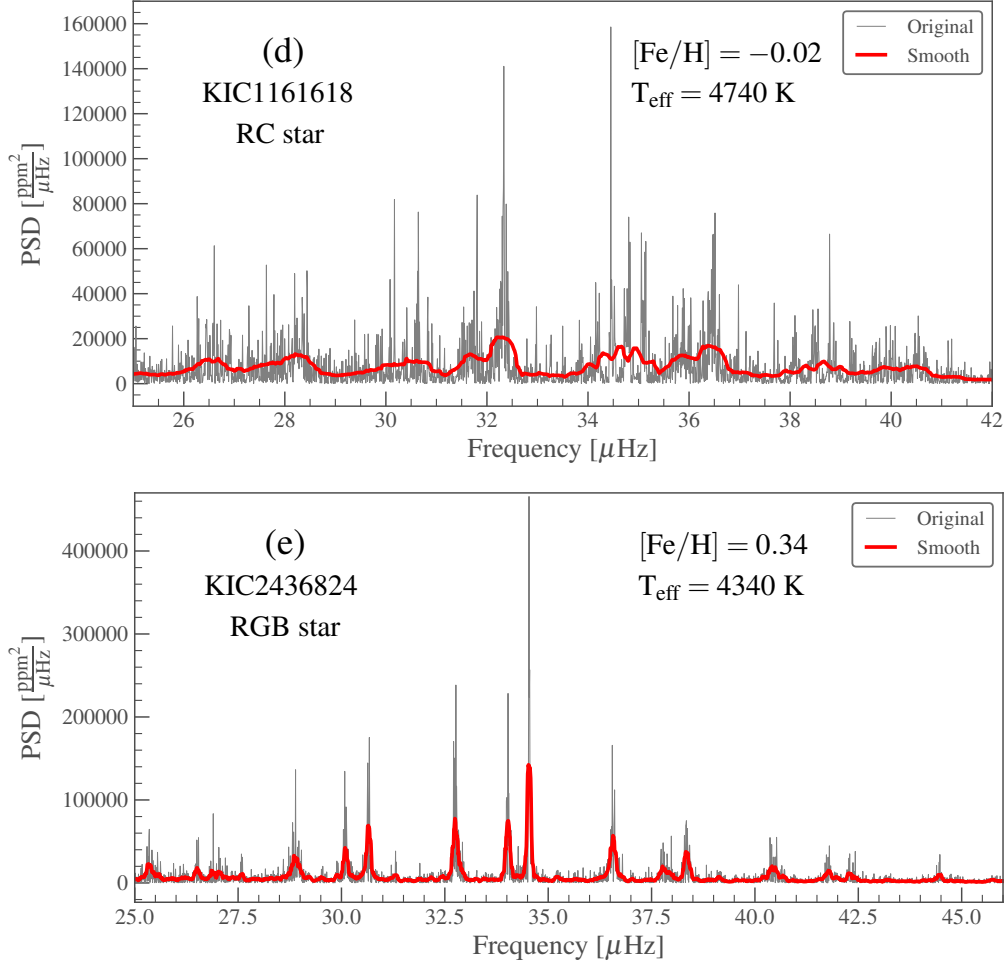 160000
140000
120000
100000
80000
60000
40000
20000
0
PSD [ppm²/μHz]
(d)
KIC1161618
RC star
[Fe/H] = −0.02
T_eff = 4740 K
Original
Smooth
26 28 30 32 34 36 38 40 42
Frequency [μHz]
400000
300000
200000
100000
0
PSD [ppm²/μHz]
(e)
KIC2436824
RGB star
[Fe/H] = 0.34
T_eff = 4340 K
Original
Smooth
25.0 27.5 30.0 32.5 35.0 37.5 40.0 42.5 45.0
Frequency [μHz]